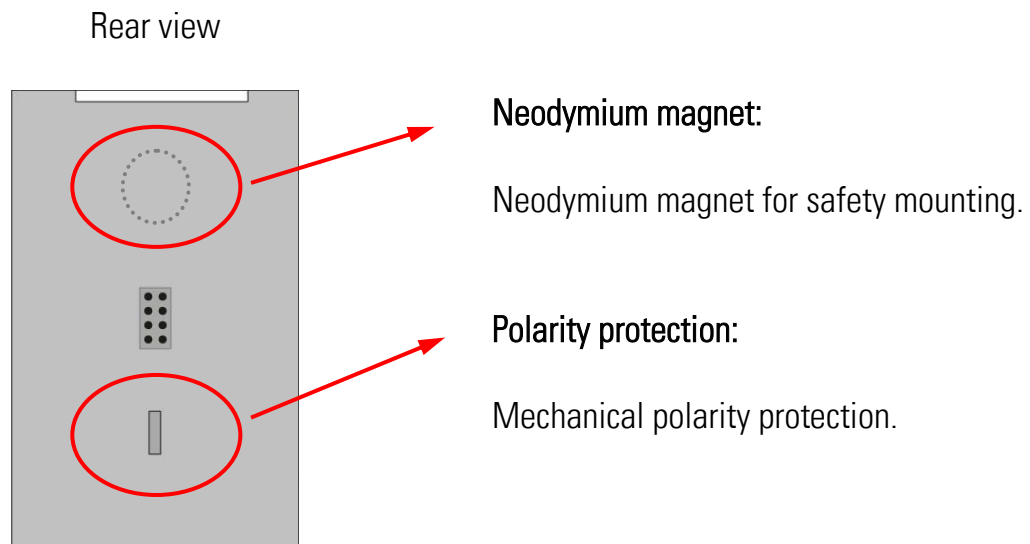 Rear view
Neodymium magnet:
Neodymium magnet for safety mounting.
Polarity protection:
Mechanical polarity protection.